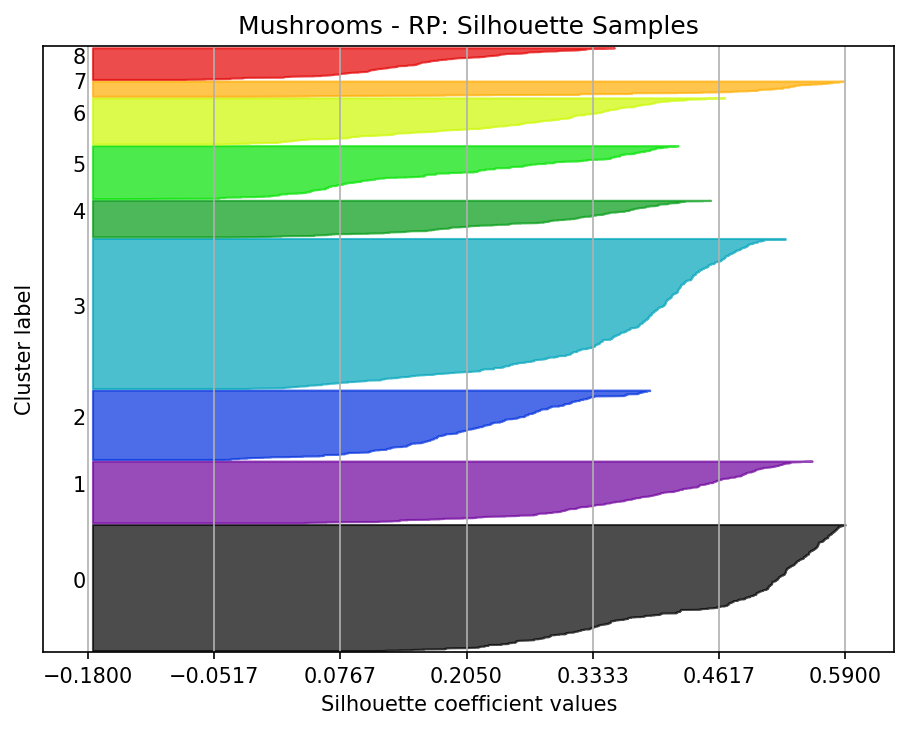 Mushrooms - RP: Silhouette Samples
8
7
6
5
4
3
2
1
0
Cluster label
−0.1800 −0.0517 0.0767 0.2050 0.3333 0.4617 0.5900
Silhouette coefficient values